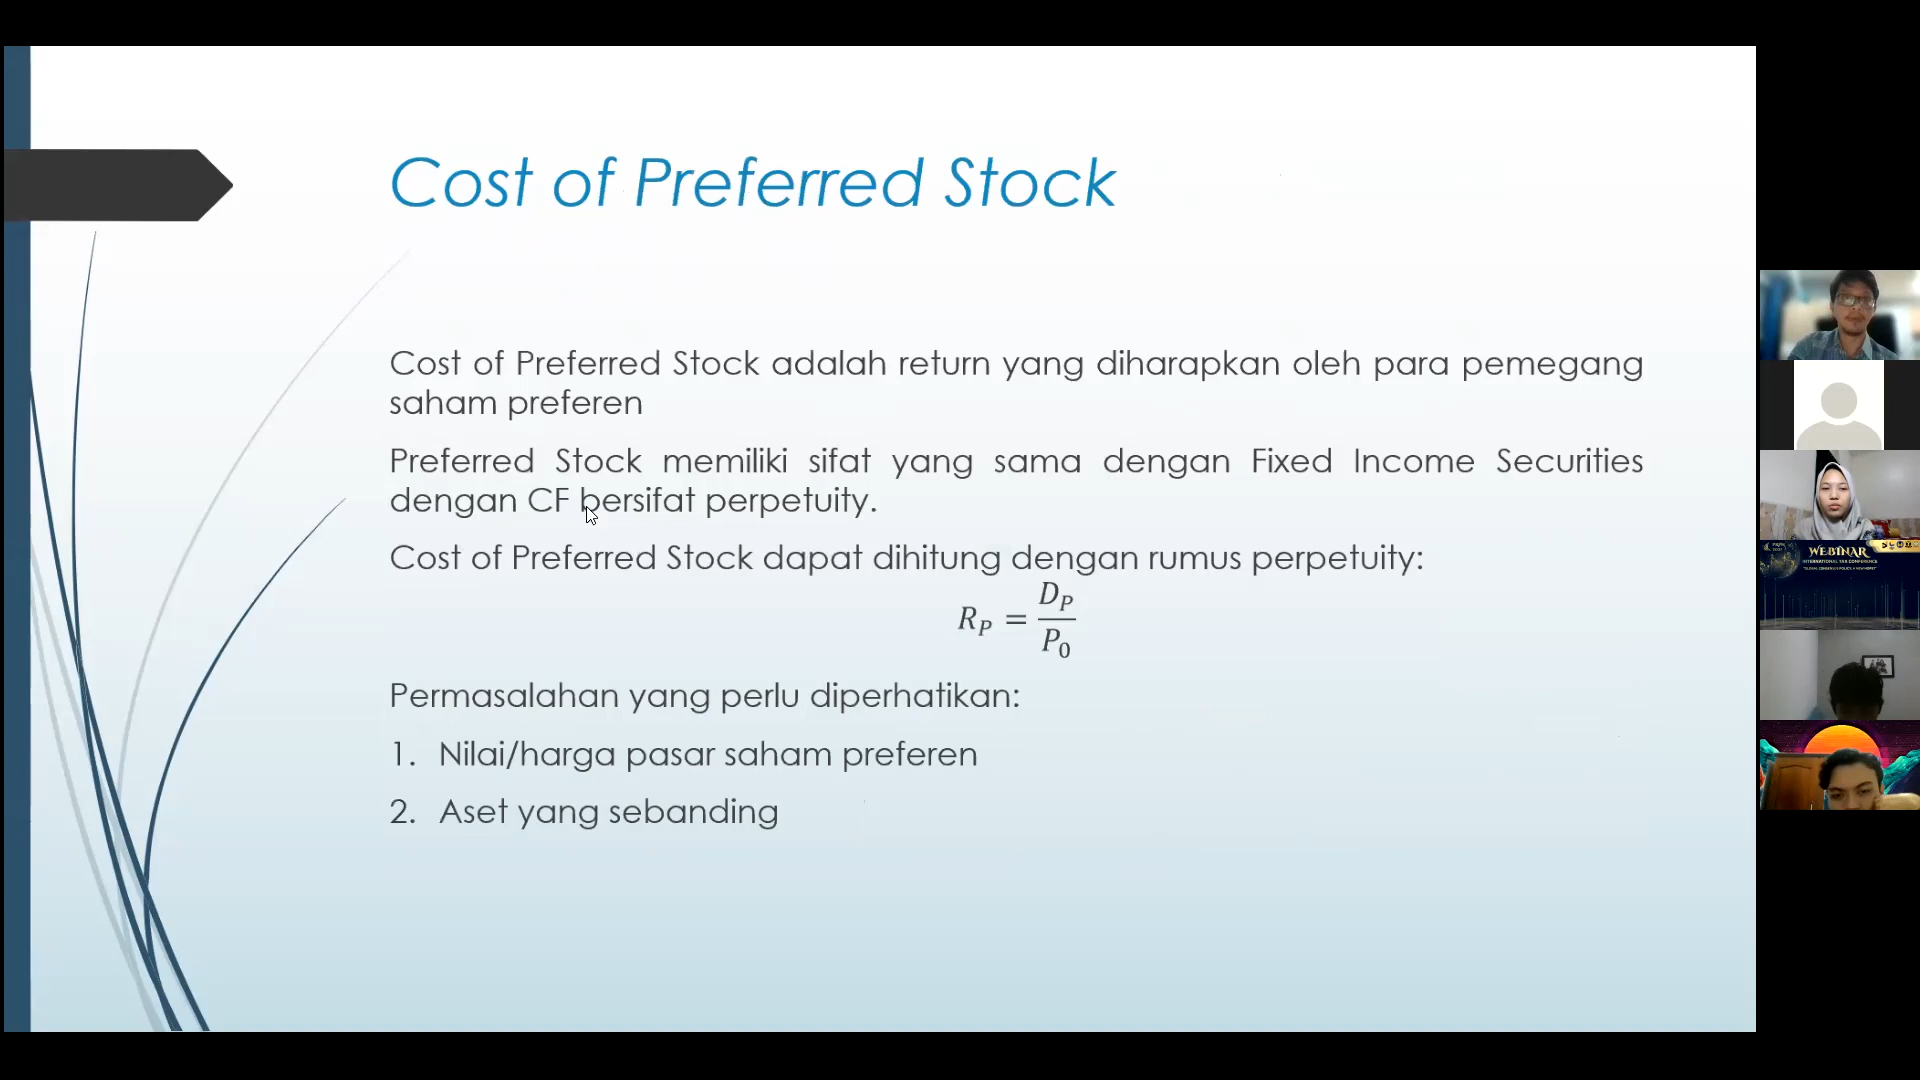 Cost of Preferred Stock
Cost of Preferred Stock adalah return yang diharapkan oleh para pemegang
saham preferen
Preferred Stock memiliki sifat yang sama dengan Fixed Income Securities
dengan CF bersifat perpetuity.
Cost of Preferred Stock dapat dihitung dengan rumus perpetuity:
R_P = D_P / P_0
Permasalahan yang perlu diperhatikan:
1. Nilai/harga pasar saham preferen
2. Aset yang sebanding
WEBINAR
INTERNATIONAL TAX CONFERENCE